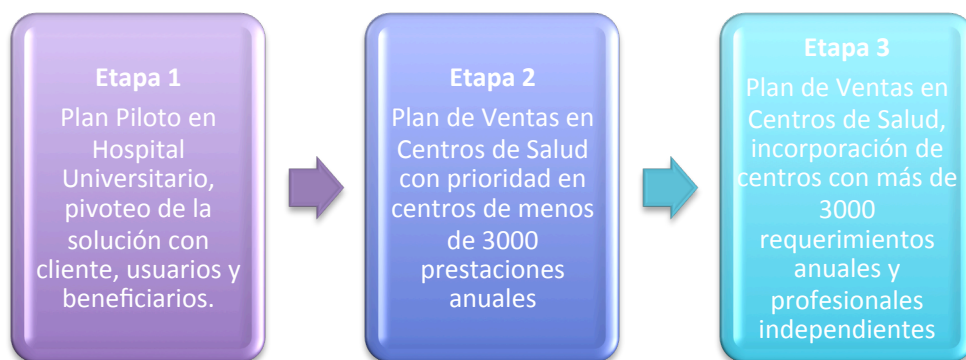 Etapa 1
Plan Piloto en
Hospital
Universitario,
pivoteo de la
solución con
cliente, usuarios y
beneficiarios.
Etapa 2
Plan de Ventas en
Centros de Salud
con prioridad en
centros de menos
de 3000
prestaciones
anuales
Etapa 3
Plan de Ventas en
Centros de Salud,
incorporación de
centros con más de
3000
requerimientos
anuales y
profesionales
independientes